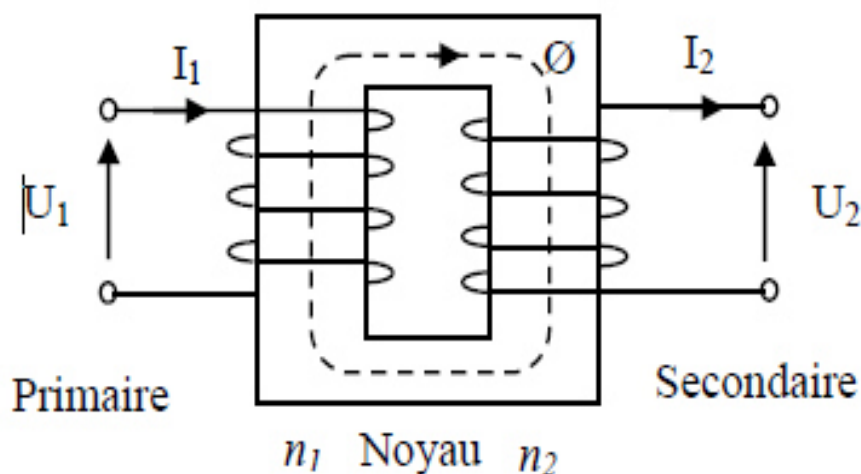 I₁ Ø I₂
U₁ U₂
Primaire Secondaire
n₁ Noyau n₂